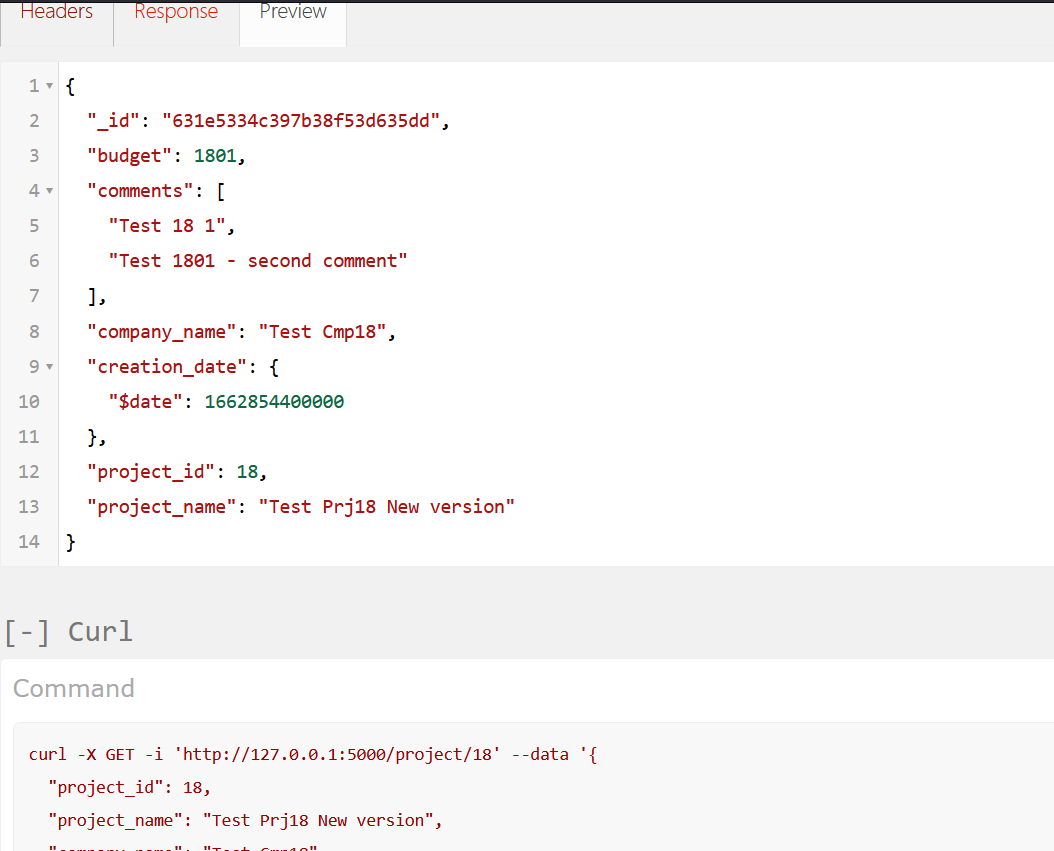 Headers Response Preview
1 {
2 "_id": "631e5334c397b38f53d635dd",
3 "budget": 1801,
4 "comments": [
5 "Test 18 1",
6 "Test 1801 - second comment"
7 ],
8 "company_name": "Test Cmp18",
9 "creation_date": {
10 "$date": 1662854400000
11 },
12 "project_id": 18,
13 "project_name": "Test Prj18 New version"
14 }
[-] Curl
Command
curl -X GET -i 'http://127.0.0.1:5000/project/18' --data '{
"project_id": 18,
"project_name": "Test Prj18 New version",
"company_name": "Test Cmp18"